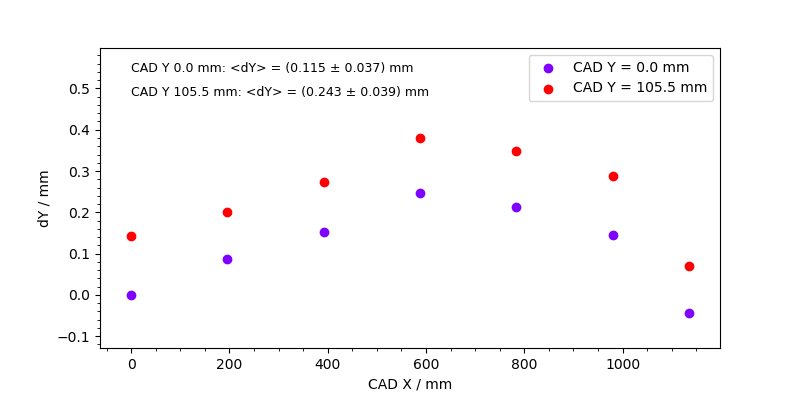 CAD Y 0.0 mm: <dY> = (0.115 ± 0.037) mm
CAD Y 105.5 mm: <dY> = (0.243 ± 0.039) mm
CAD Y = 0.0 mm
CAD Y = 105.5 mm
dY / mm
0.5
0.4
0.3
0.2
0.1
0.0
−0.1
0 200 400 600 800 1000
CAD X / mm